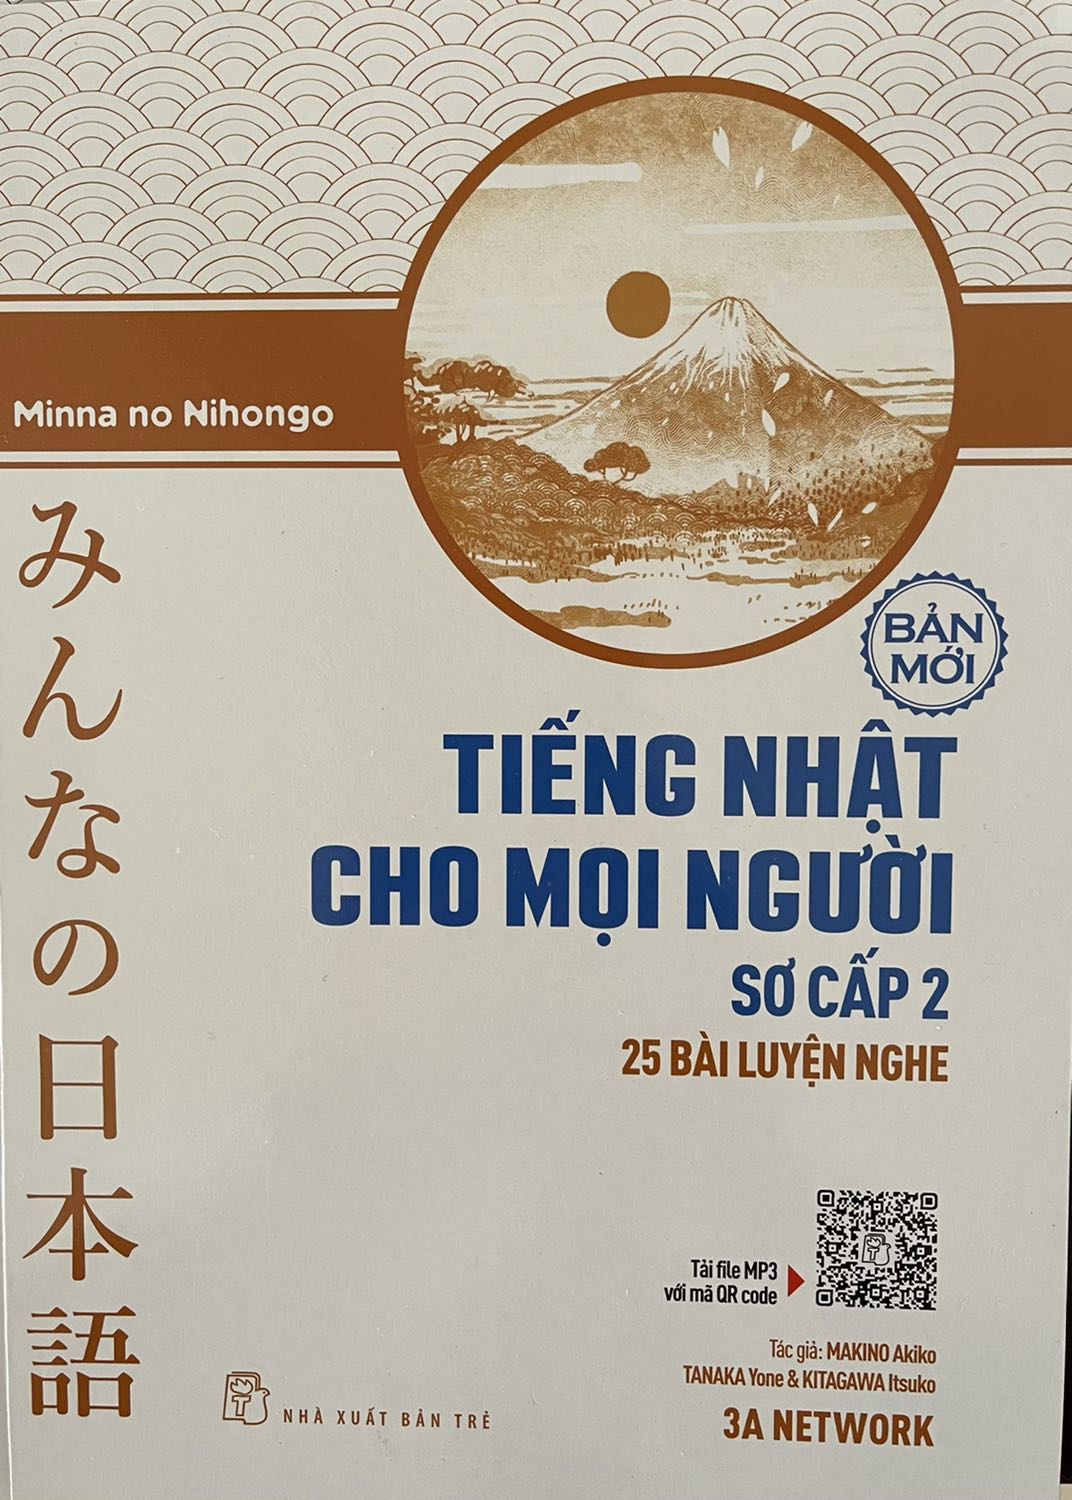 Minna no Nihongo
みんなの日本語
BẢN
MỚI
TIẾNG NHẬT
CHO MỌI NGƯỜI
SƠ CẤP 2
25 BÀI LUYỆN NGHE
Tải file MP3
với mã QR code
Tác giả: MAKINO Akiko
TANAKA Yone & KITAGAWA Itsuko
3A NETWORK
NHÀ XUẤT BẢN TRẺ